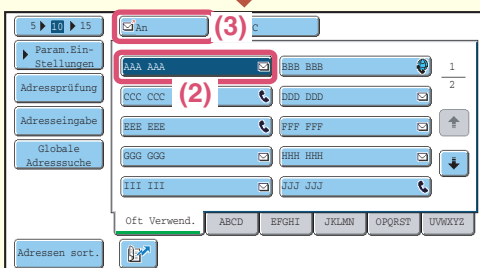 5 10 15
An
(3)
C
Param.Ein-
Stellungen
Adressprüfung
Adresseingabe
Globale
Adresssuche
AAA AAA
BBB BBB
CCC CCC
(2)
DDD DDD
EEE EEE
FFF FFF
GGG GGG
HHH HHH
III III
JJJ JJJ
1
2
Oft Verwend.
ABCD
EFGHI
JKLMN
OPQRST
UVWXYZ
Adressen sort.